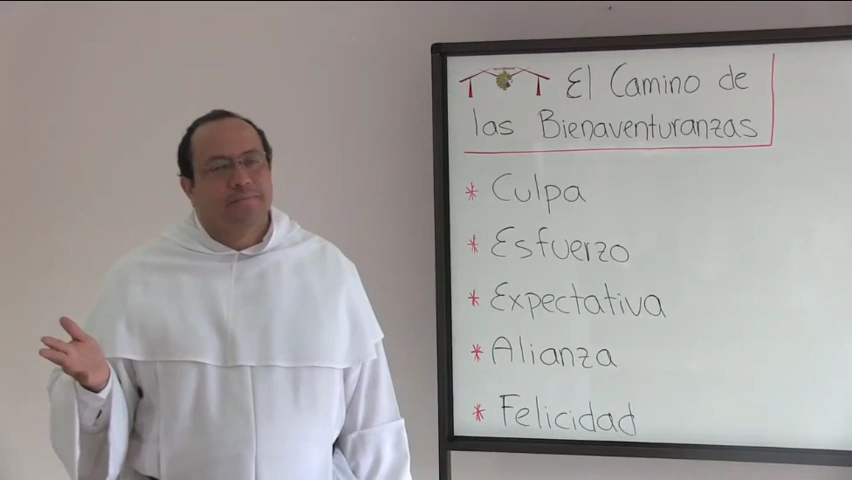 El Camino de
las Bienaventuranzas
* Culpa
* Esfuerzo
* Expectativa
* Alianza
* Felicidad